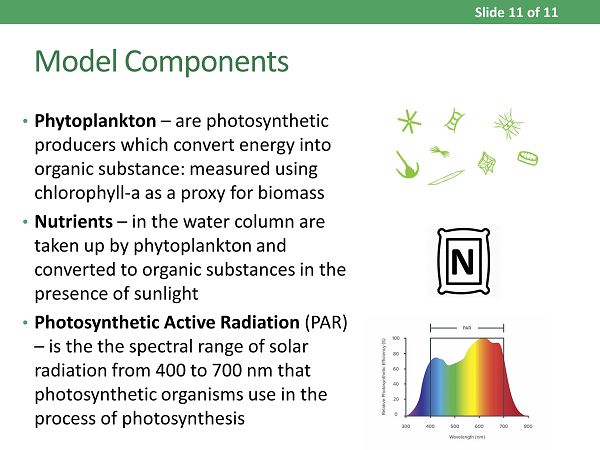 Slide 11 of 11
Model Components
• Phytoplankton – are photosynthetic
producers which convert energy into
organic substance: measured using
chlorophyll-a as a proxy for biomass
• Nutrients – in the water column are
taken up by phytoplankton and
converted to organic substances in the
presence of sunlight
• Photosynthetic Active Radiation (PAR)
– is the the spectral range of solar
radiation from 400 to 700 nm that
photosynthetic organisms use in the
process of photosynthesis
N
PAR
Relative Photosynthetic Efficiency (%)
100
80
60
40
20
0
300 400 500 600 700 800
Wavelength (nm)